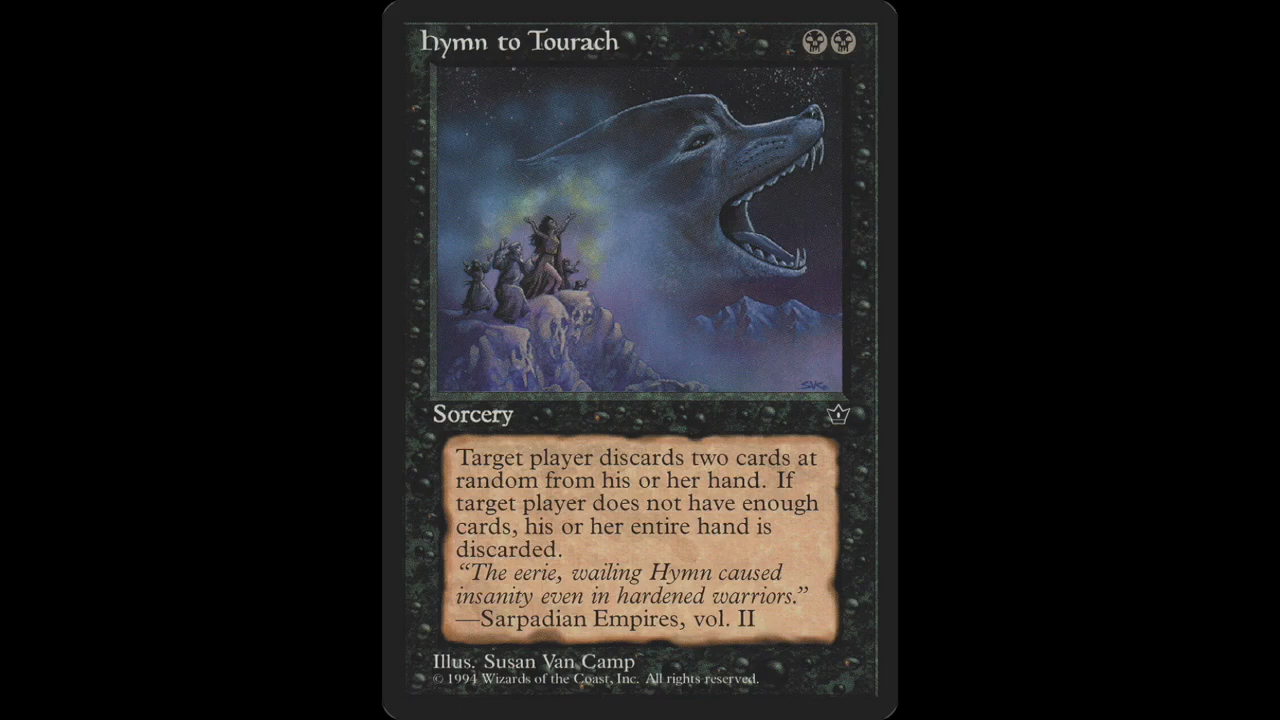 Hymn to Tourach
SVC
Sorcery
Target player discards two cards at
random from his or her hand. If
target player does not have enough
cards, his or her entire hand is
discarded.
“The eerie, wailing Hymn caused
insanity even in hardened warriors.”
—Sarpadian Empires, vol. II
Illus. Susan Van Camp
© 1994 Wizards of the Coast, Inc. All rights reserved.